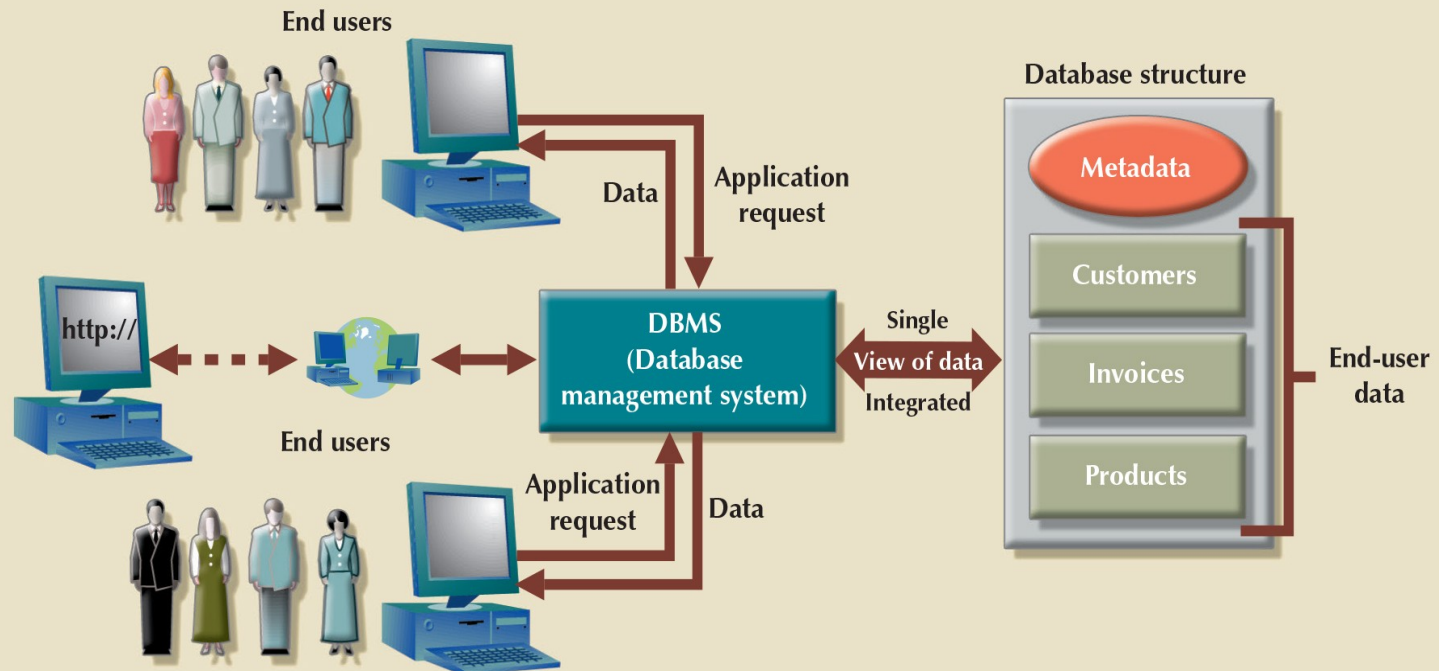 End users
Database structure
Metadata
Data
Application
request
Customers
http://
DBMS
(Database
management system)
Single
View of data
Integrated
Invoices
End-user
data
End users
Products
Application
request
Data